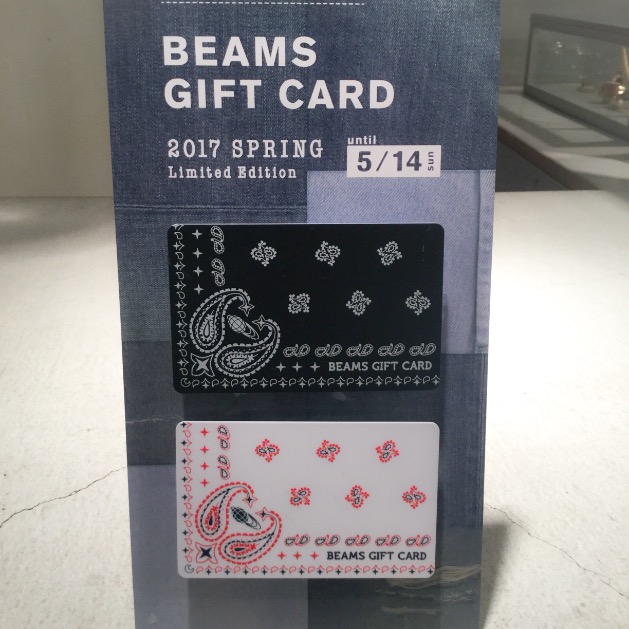 BEAMS
GIFT CARD
2017 SPRING
Limited Edition
until
5/14 sun
BEAMS GIFT CARD
BEAMS GIFT CARD